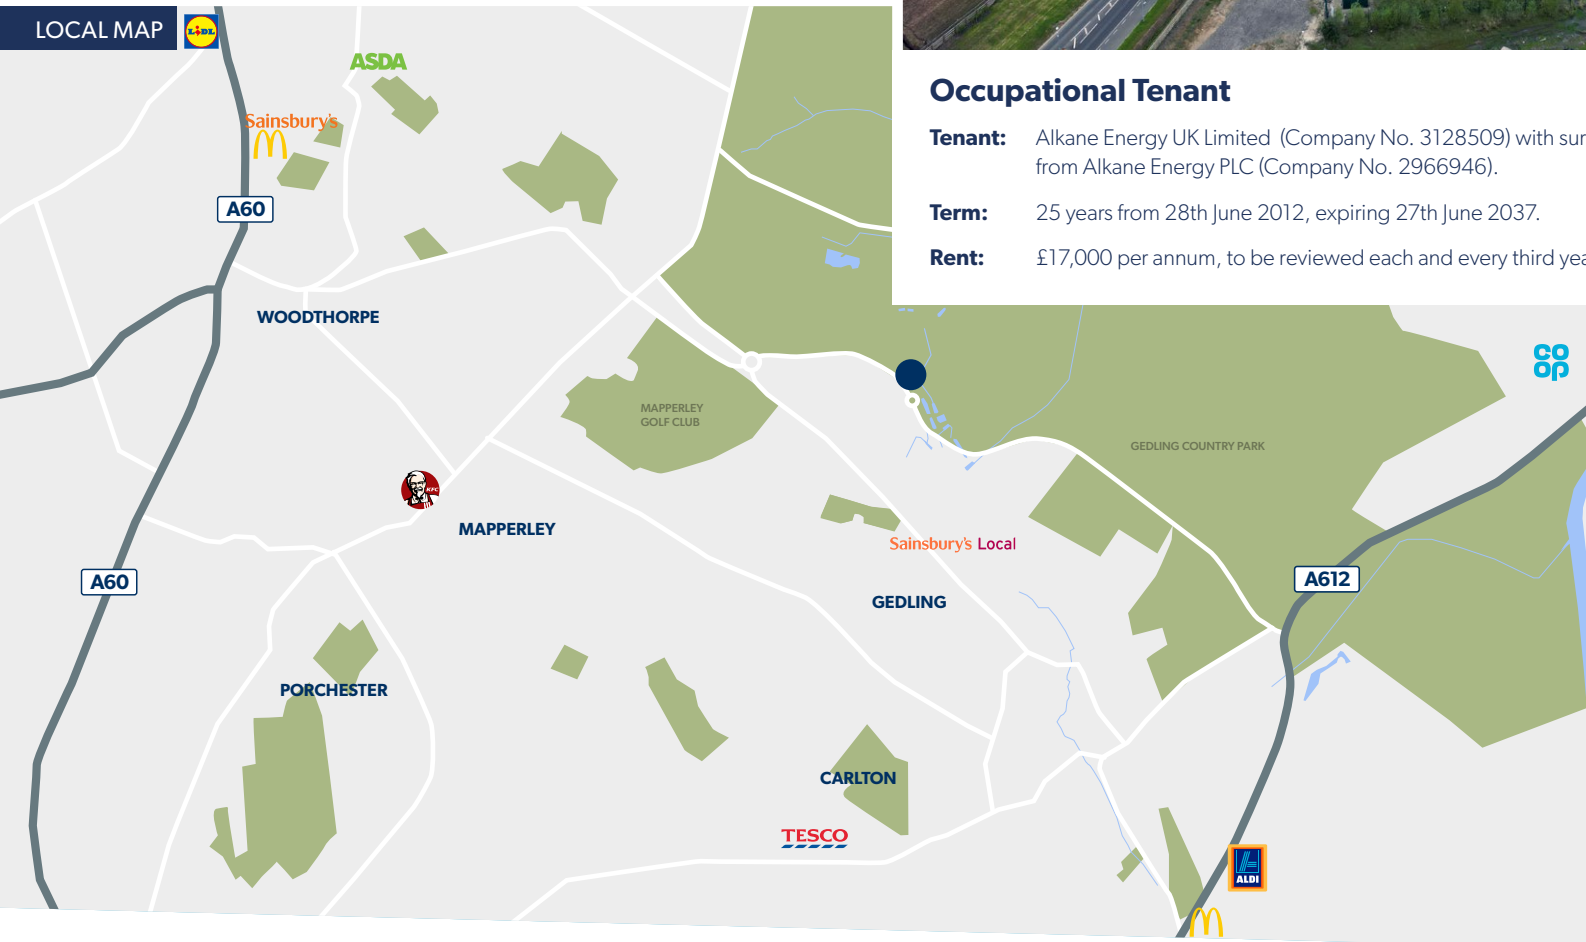 LOCAL MAP
LIDL
ASDA
Sainsbury's
A60
WOODTHORPE
MAPPERLEY
GOLF CLUB
KFC
MAPPERLEY
A60
PORCHESTER
Sainsbury's Local
GEDLING
GEDLING COUNTRY PARK
CO
OP
A612
CARLTON
TESCO
ALDI
Occupational Tenant
Tenant: Alkane Energy UK Limited (Company No. 3128509) with
from Alkane Energy PLC (Company No. 2966946).
Term: 25 years from 28th June 2012, expiring 27th June 2037.
Rent: £17,000 per annum, to be reviewed each and every third